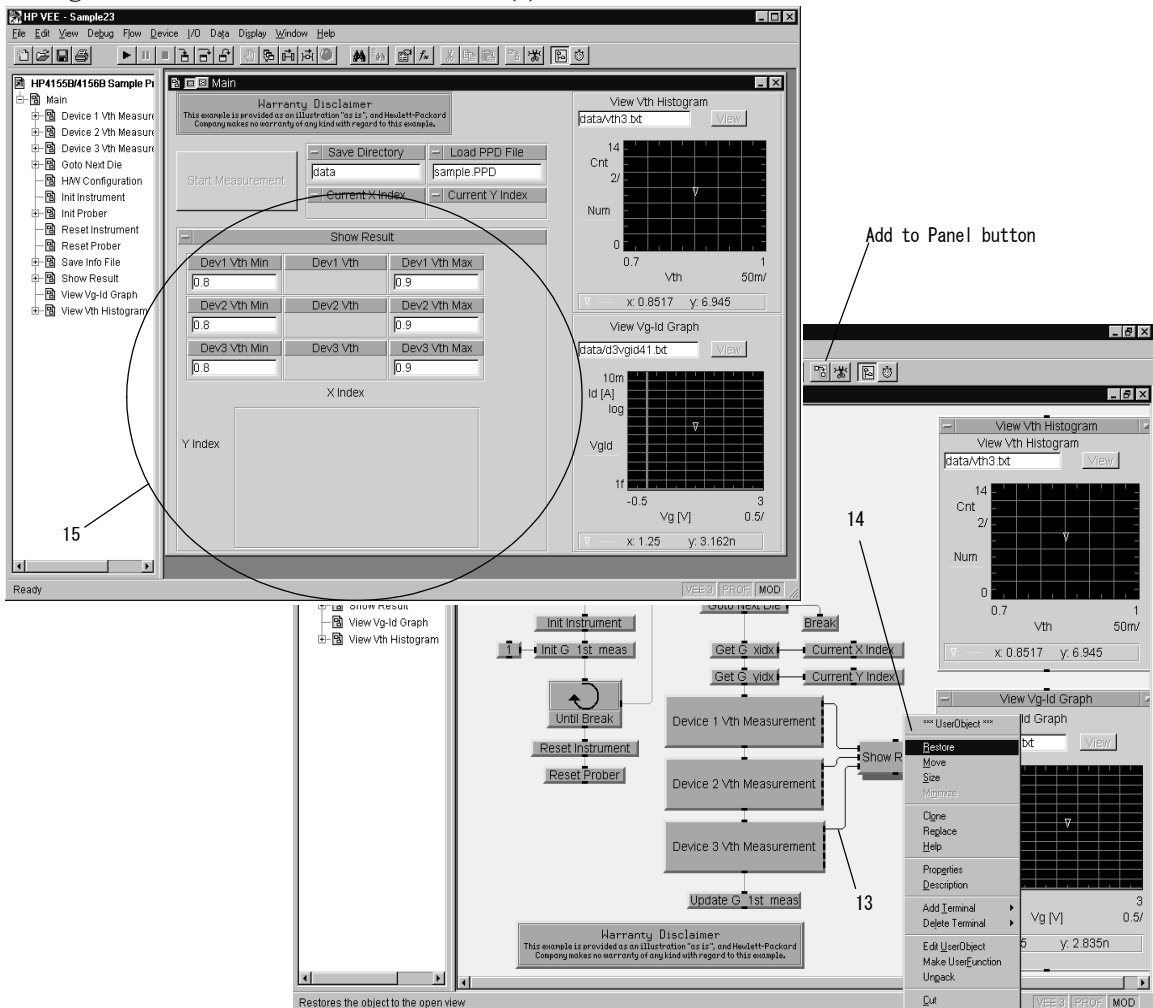 HP VEE - Sample23
File Edit View Debug Flow Device I/O Data Display Window Help
HP4155B/4156B Sample
Main
Device 1 Vth Measure
Device 2 Vth Measure
Device 3 Vth Measure
Goto Next Die
H/W Configuration
Init Instrument
Init Prober
Reset Instrument
Reset Prober
Save Info File
Show Result
View Vg-Id Graph
View Vth Histogram
Main
Warranty Disclaimer
This example is provided as an illustration "as is", and Hewlett-Packard
Company makes no warranty of any kind with regard to this example.
Start Measurement
Save Directory
Load PPD File
data
sample.PPD
Current X Index
Current Y Index
Show Result
Dev1 Vth Min
Dev1 Vth
Dev1 Vth Max
0.8
0.9
Dev2 Vth Min
Dev2 Vth
Dev2 Vth Max
0.8
0.9
Dev3 Vth Min
Dev3 Vth
Dev3 Vth Max
0.8
0.9
X Index
Y Index
View Vth Histogram
data/vth3.txt
View
14
Cnt
2/
Num
0
0.7
1
Vth
50m/
x: 0.8517
y: 6.945
View Vg-Id Graph
data/d3vgid41.txt
View
10m
Id [A]
log
VgId
1f
-0.5
3
Vg [V]
0.5/
x: 1.25
y: 3.162n
15
Ready
VEE 3
PROF
MOD
Add to Panel button
Show Result
View Vg-Id Graph
View Vth Histogram
Init Instrument
1
Init G 1st meas
Until Break
Reset Instrument
Reset Prober
Goto Next Die
Break
Get G xidx
Current X Index
Get G yidx
Current Y Index
Device 1 Vth Measurement
Device 2 Vth Measurement
Device 3 Vth Measurement
Update G 1st meas
Show R
13
14
View Vth Histogram
View Vth Histogram
data/vth3.txt
View
14
Cnt
2/
Num
0
0.7
1
Vth
50m/
x: 0.8517
y: 6.945
View Vg-Id Graph
Id Graph
txt
View
3
Vg [V]
0.5/
5
y: 2.835n
*** UserObject ***
Restore
Move
Size
Minimize
Clone
Replace
Help
Properties
Description
Add Terminal
Delete Terminal
Edit UserObject
Make UserFunction
Unpack
Cut
Warranty Disclaimer
This example is provided as an illustration "as is", and Hewlett-Packard
Company makes no warranty of any kind with regard to this example.
Restores the object to the open view
VEE 3
PROF
MOD